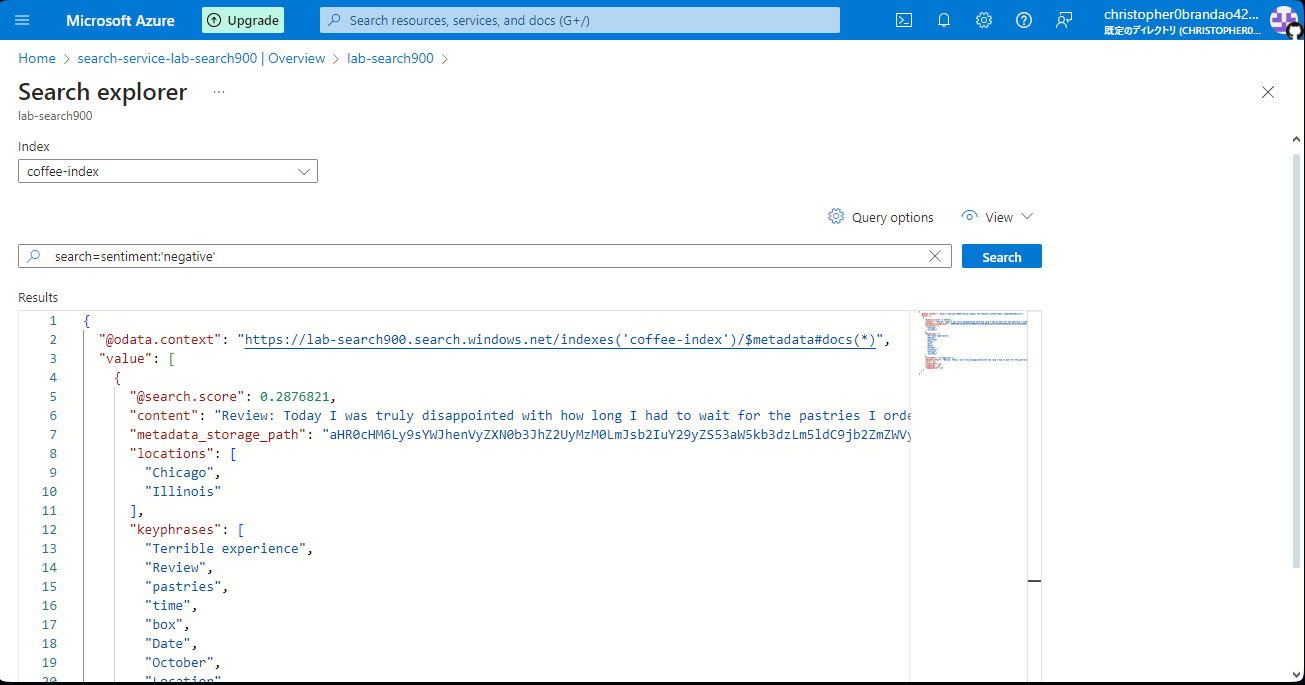 Microsoft Azure
Upgrade
Search resources, services, and docs (G+/)
christopher0brandao42...
既定のディレクトリ (CHRISTOPHER0...
Home > search-service-lab-search900 | Overview > lab-search900 >
Search explorer ...
lab-search900
Index
coffee-index
Query options
View
search=sentiment:'negative'
Search
Results
1 {
2 "@odata.context": "https://lab-search900.search.windows.net/indexes('coffee-index')/$metadata#docs(*)",
3 "value": [
4 {
5 "@search.score": 0.2876821,
6 "content": "Review: Today I was truly disappointed with how long I had to wait for the pastries I orde
7 "metadata_storage_path": "aHR0cHM6Ly9sYWJhenVyZXN0b3JhZ2UyMzM0LmJsb2IuY29yZS53aW5kb3dzLm5ldC9jb2ZmZWVy
8 "locations": [
9 "Chicago",
10 "Illinois"
11 ],
12 "keyphrases": [
13 "Terrible experience",
14 "Review",
15 "pastries",
16 "time",
17 "box",
18 "Date",
19 "October",
20 "Location"